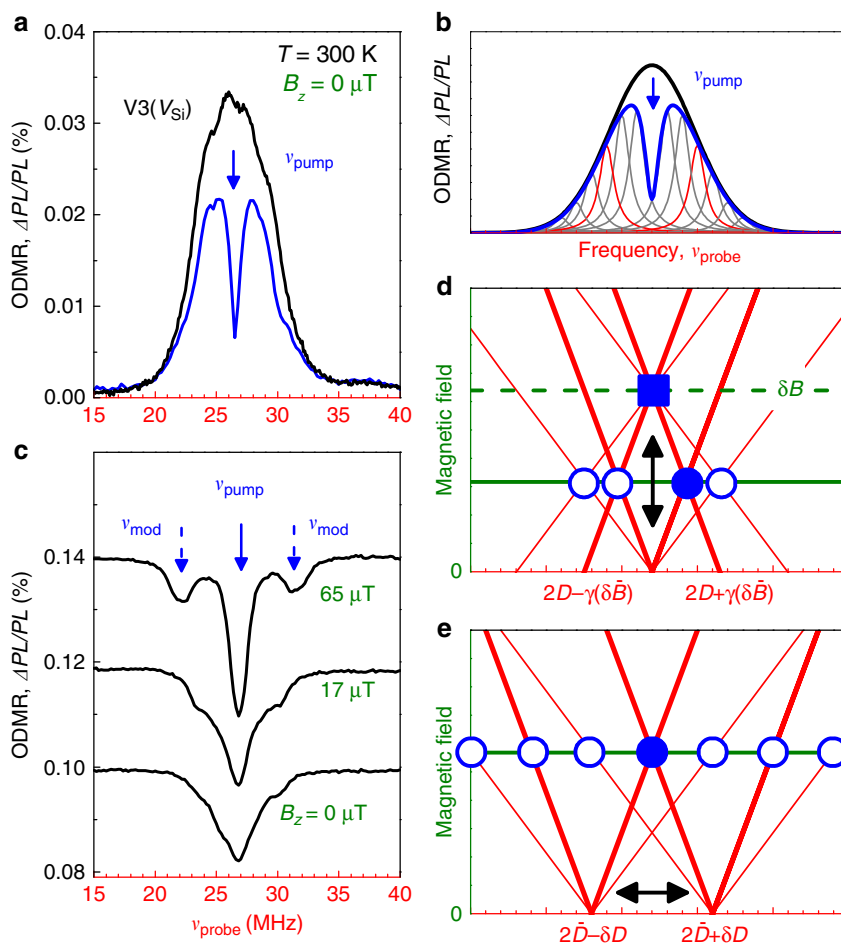 a
0.04
0.03
0.02
0.01
0.00
ODMR, ΔPL/PL (%)
T = 300 K
B_z = 0 μT
V3(V_Si)
ν_pump
15 20 25 30 35 40
b
ODMR, ΔPL/PL
ν_pump
Frequency, ν_probe
c
ν_pump
ν_mod
ν_mod
0.14
0.12
0.10
0.08
ODMR, ΔPL/PL (%)
65 μT
17 μT
B_z = 0 μT
15 20 25 30 35 40
ν_probe (MHz)
d
Magnetic field
δB
0
2D−γ(δB̄) 2D+γ(δB̄)
e
Magnetic field
0
2D̄−δD 2D̄+δD